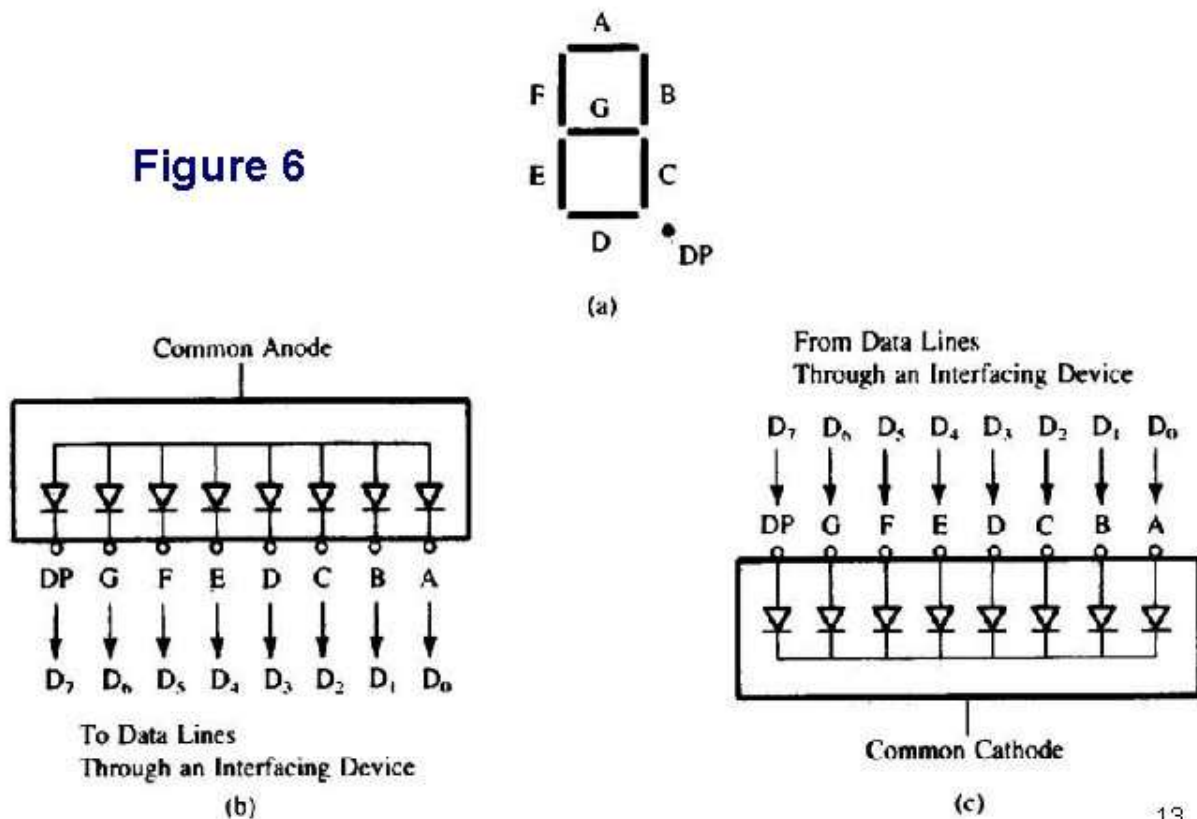 A
F B
G
Figure 6
E C
D DP
(a)
Common Anode
DP G F E D C B A
D₇ D₆ D₅ D₄ D₃ D₂ D₁ D₀
To Data Lines
Through an Interfacing Device
(b)
From Data Lines
Through an Interfacing Device
D₇ D₆ D₅ D₄ D₃ D₂ D₁ D₀
DP G F E D C B A
Common Cathode
(c)
13